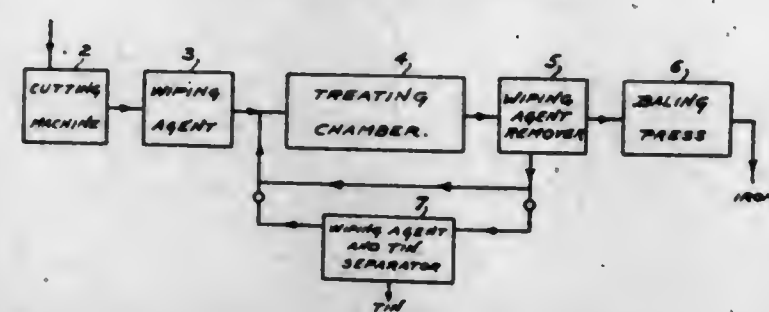 2
CUTTING
MACHINE
3
WIPING
AGENT
4
TREATING
CHAMBER.
5
WIPING
AGENT
REMOVER
6
BALING
PRESS
IRON
7
WIPING AGENT
AND TIN
SEPARATOR
TIN